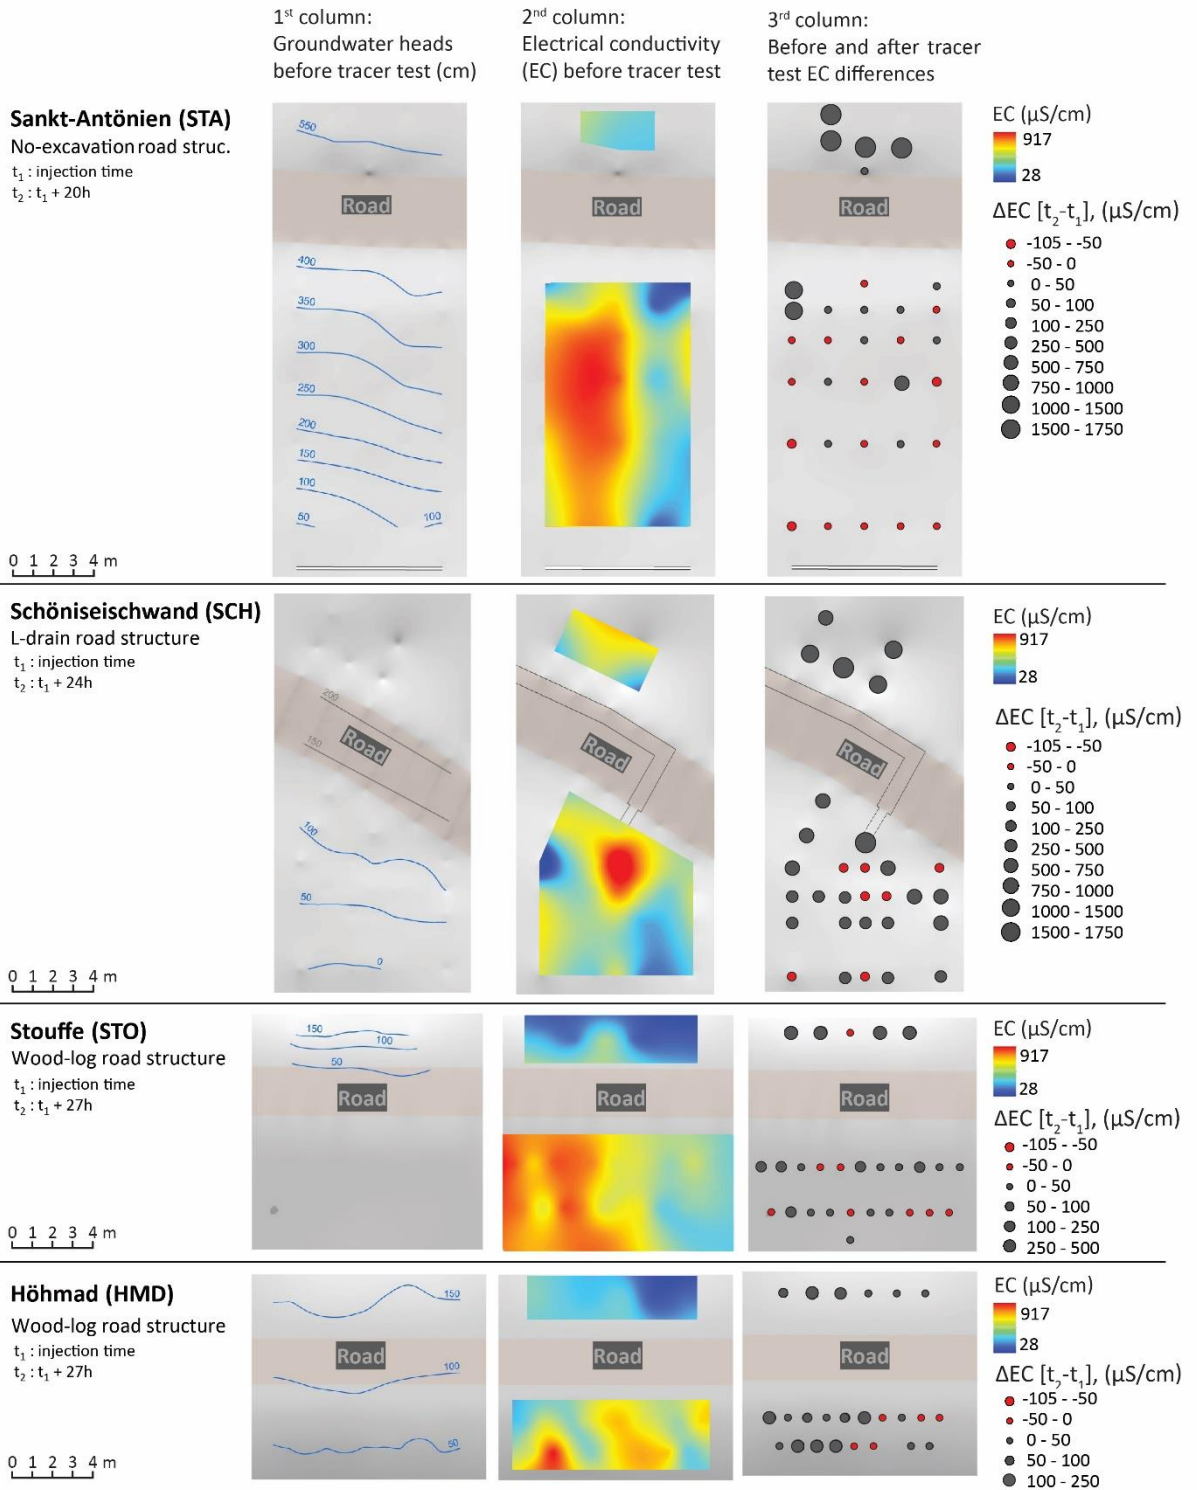 1st column:
Groundwater heads
before tracer test (cm)
2nd column:
Electrical conductivity
(EC) before tracer test
3rd column:
Before and after tracer
test EC differences
Sankt-Antönien (STA)
No-excavation road struc.
t1 : injection time
t2 : t1 + 20h
550
Road
400
350
300
250
200
150
100
50
100
Road
Road
EC (µS/cm)
917
28
ΔEC [t2-t1], (µS/cm)
-105 - -50
-50 - 0
0 - 50
50 - 100
100 - 250
250 - 500
500 - 750
750 - 1000
1000 - 1500
1500 - 1750
0 1 2 3 4 m
Schöniseischwand (SCH)
L-drain road structure
t1 : injection time
t2 : t1 + 24h
200
150
Road
100
50
0
Road
Road
EC (µS/cm)
917
28
ΔEC [t2-t1], (µS/cm)
-105 - -50
-50 - 0
0 - 50
50 - 100
100 - 250
250 - 500
500 - 750
750 - 1000
1000 - 1500
1500 - 1750
0 1 2 3 4 m
Stouffe (STO)
Wood-log road structure
t1 : injection time
t2 : t1 + 27h
150
100
50
Road
Road
Road
EC (µS/cm)
917
28
ΔEC [t2-t1], (µS/cm)
-105 - -50
-50 - 0
0 - 50
50 - 100
100 - 250
250 - 500
0 1 2 3 4 m
Höhmad (HMD)
Wood-log road structure
t1 : injection time
t2 : t1 + 27h
150
Road
100
50
Road
Road
EC (µS/cm)
917
28
ΔEC [t2-t1], (µS/cm)
-105 - -50
-50 - 0
0 - 50
50 - 100
100 - 250
0 1 2 3 4 m